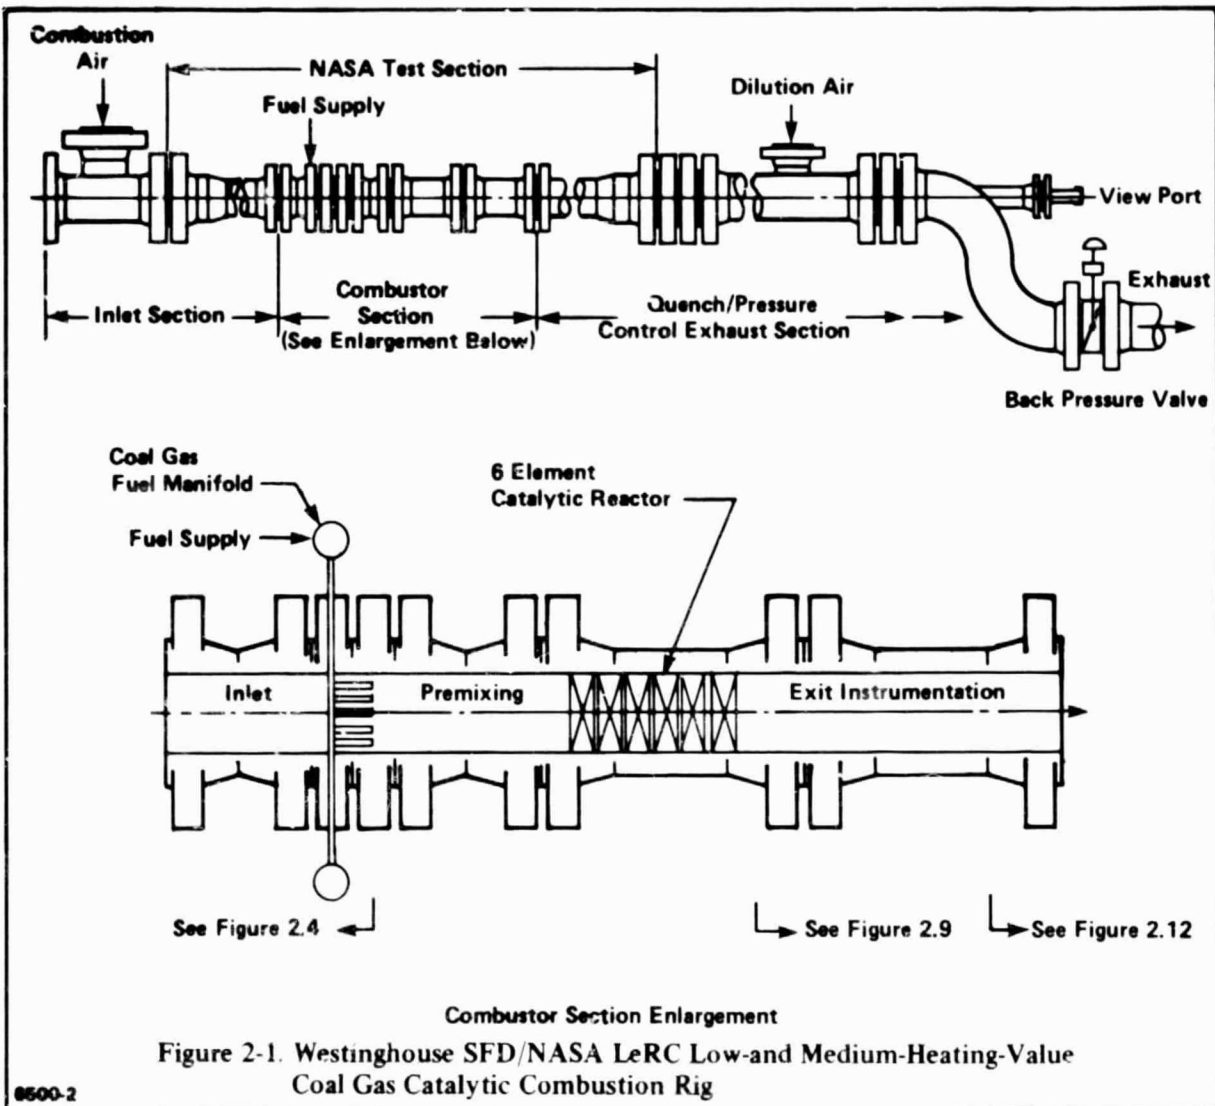 Combustion
Air
NASA Test Section
Fuel Supply
Dilution Air
View Port
Exhaust
Inlet Section
Combustor
Section
(See Enlargement Below)
Quench/Pressure
Control Exhaust Section
Back Pressure Valve
Coal Gas
Fuel Manifold
Fuel Supply
6 Element
Catalytic Reactor
Inlet
Premixing
Exit Instrumentation
See Figure 2.4
See Figure 2.9
See Figure 2.12
Combustor Section Enlargement
Figure 2-1. Westinghouse SFD/NASA LeRC Low-and Medium-Heating-Value
Coal Gas Catalytic Combustion Rig
6500-2